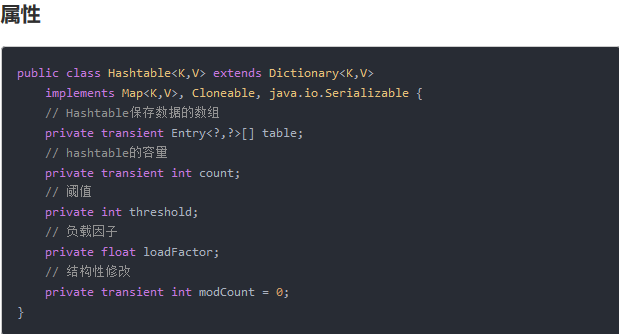 属性
public class Hashtable<K,V> extends Dictionary<K,V>
implements Map<K,V>, Cloneable, java.io.Serializable {
// Hashtable保存数据的数组
private transient Entry<?,?>[] table;
// hashtable的容量
private transient int count;
// 阈值
private int threshold;
// 负载因子
private float loadFactor;
// 结构性修改
private transient int modCount = 0;
}